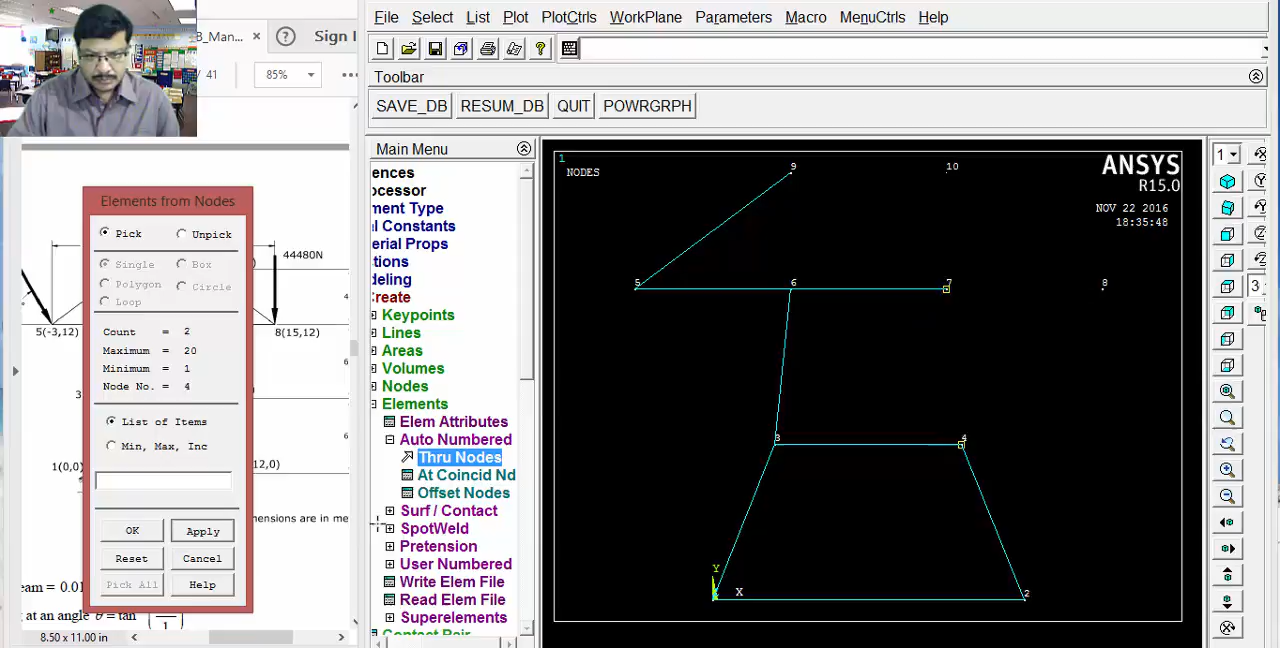 File Select List Plot PlotCtrls WorkPlane Parameters Macro MenuCtrls Help
B_Man...
Sign I
/ 41
85%
Toolbar
SAVE_DB RESUM_DB QUIT POWRGRPH
Main Menu
ences
ocessor
ment Type
l Constants
erial Props
tions
deling
Create
Keypoints
Lines
Areas
Volumes
Nodes
Elements
Elem Attributes
Auto Numbered
Thru Nodes
At Coincid Nd
Offset Nodes
Surf / Contact
SpotWeld
Pretension
User Numbered
Write Elem File
Read Elem File
Superelements
Contact Pair
Elements from Nodes
Pick Unpick
Single Box
Polygon Circle
Loop
Count = 2
Maximum = 20
Minimum = 1
Node No. = 4
List of Items
Min, Max, Inc
OK Apply
Reset Cancel
Pick All Help
44480N
5(-3,12)
8(15,12)
3
1(0,0)
12,0)
mensions are in me
eam = 0.01
g at an angle θ = tan
1
8.50 x 11.00 in
1
NODES
ANSYS
R15.0
NOV 22 2016
18:35:48
9
10
5
6
7
8
3
4
Y
X
2
1
3